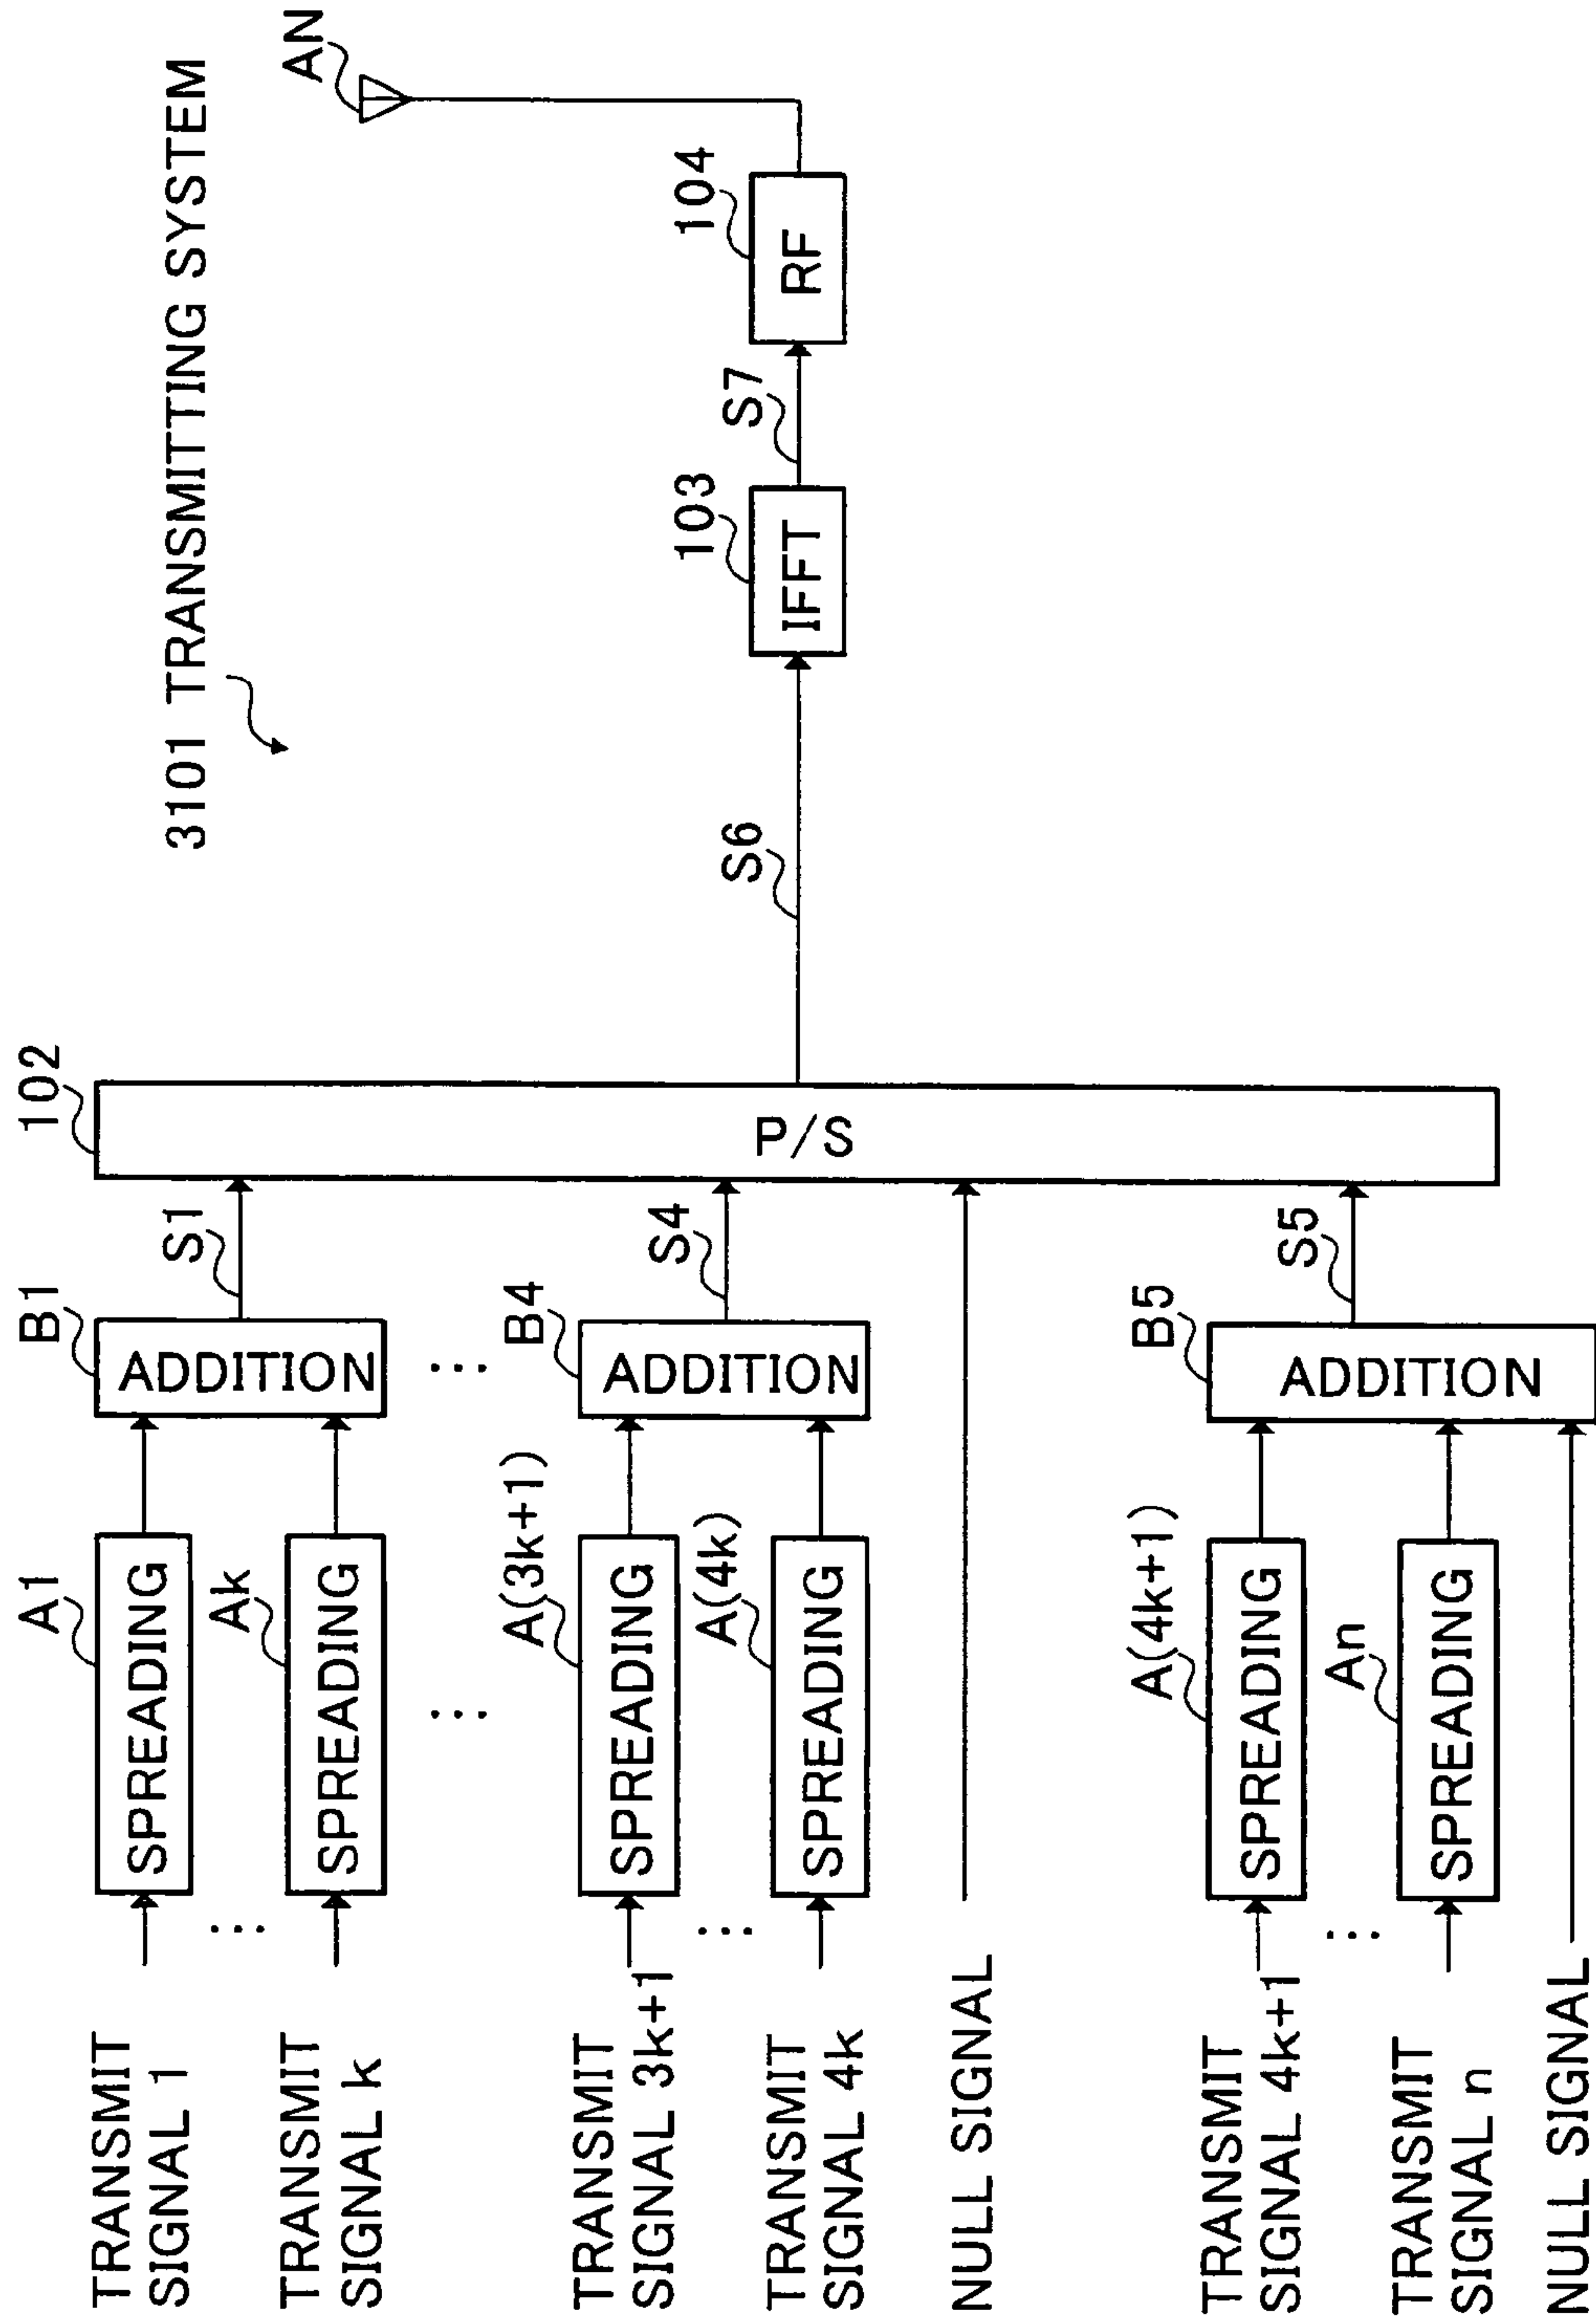 3101 TRANSMITTING SYSTEM
AN
TRANSMIT
SIGNAL 1
A1
SPREADING
B1
ADDITION
S1
102
P/S
TRANSMIT
SIGNAL k
Ak
SPREADING
...
...
...
TRANSMIT
SIGNAL 3k+1
A(3k+1)
SPREADING
B4
ADDITION
S4
...
TRANSMIT
SIGNAL 4k
A(4k)
SPREADING
S6
103
IFFT
S7
104
RF
NULL SIGNAL
TRANSMIT
SIGNAL 4k+1
A(4k+1)
SPREADING
B5
ADDITION
S5
...
TRANSMIT
SIGNAL n
An
SPREADING
NULL SIGNAL